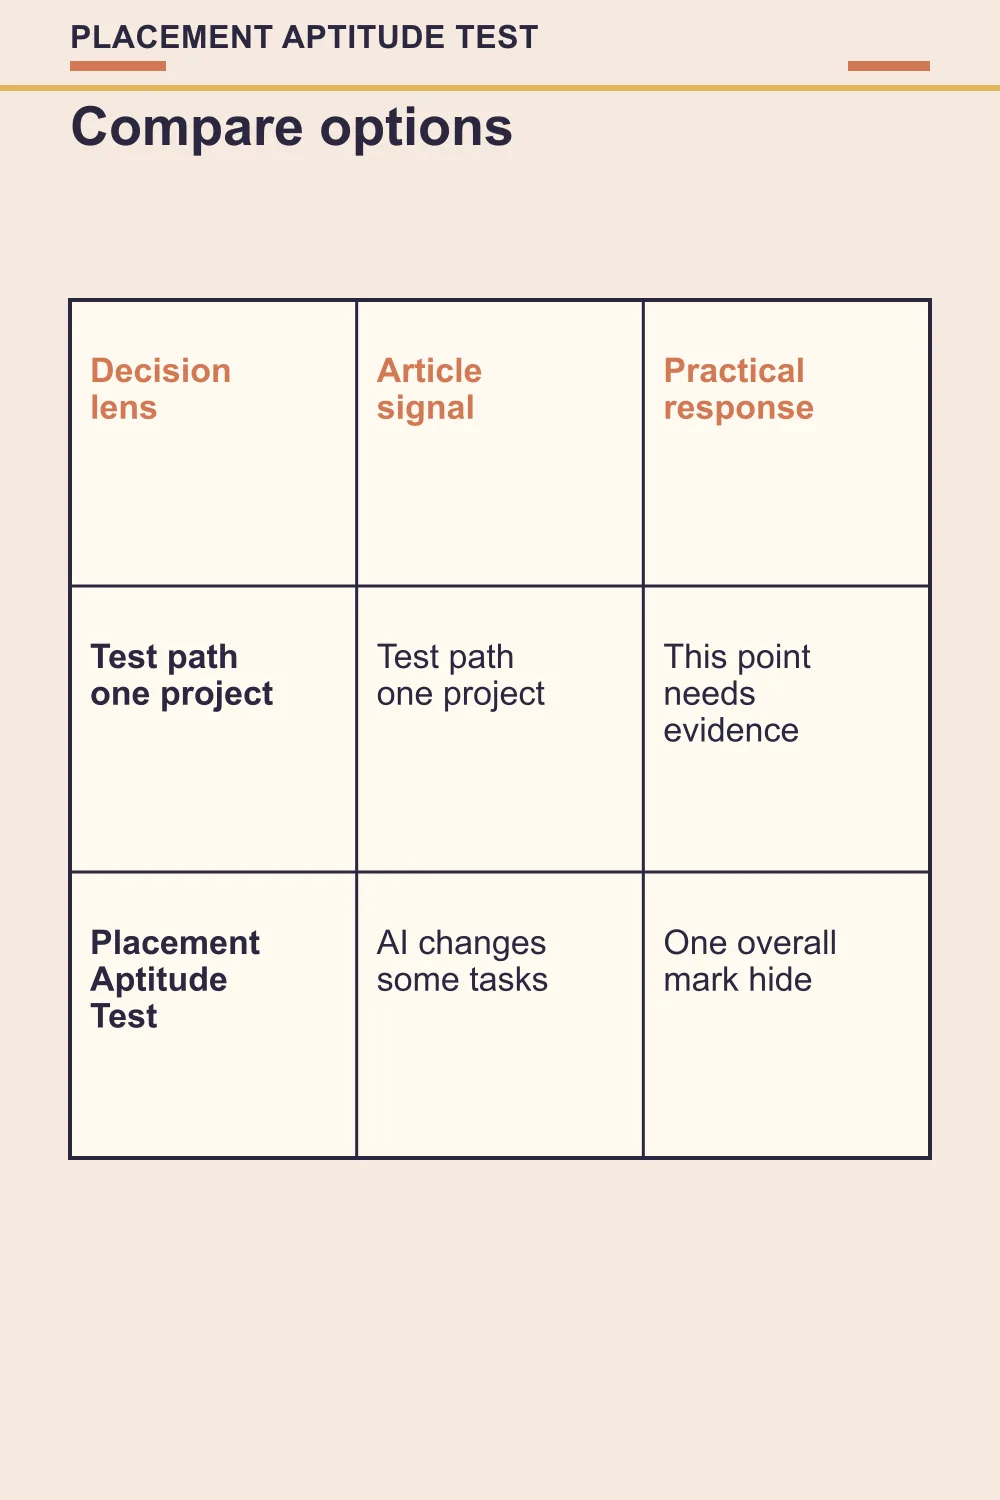 PLACEMENT APTITUDE TEST
Compare options
Decision
lens
Article
signal
Practical
response
Test path
one project
Test path
one project
This point
needs
evidence
Placement
Aptitude
Test
AI changes
some tasks
One overall
mark hide